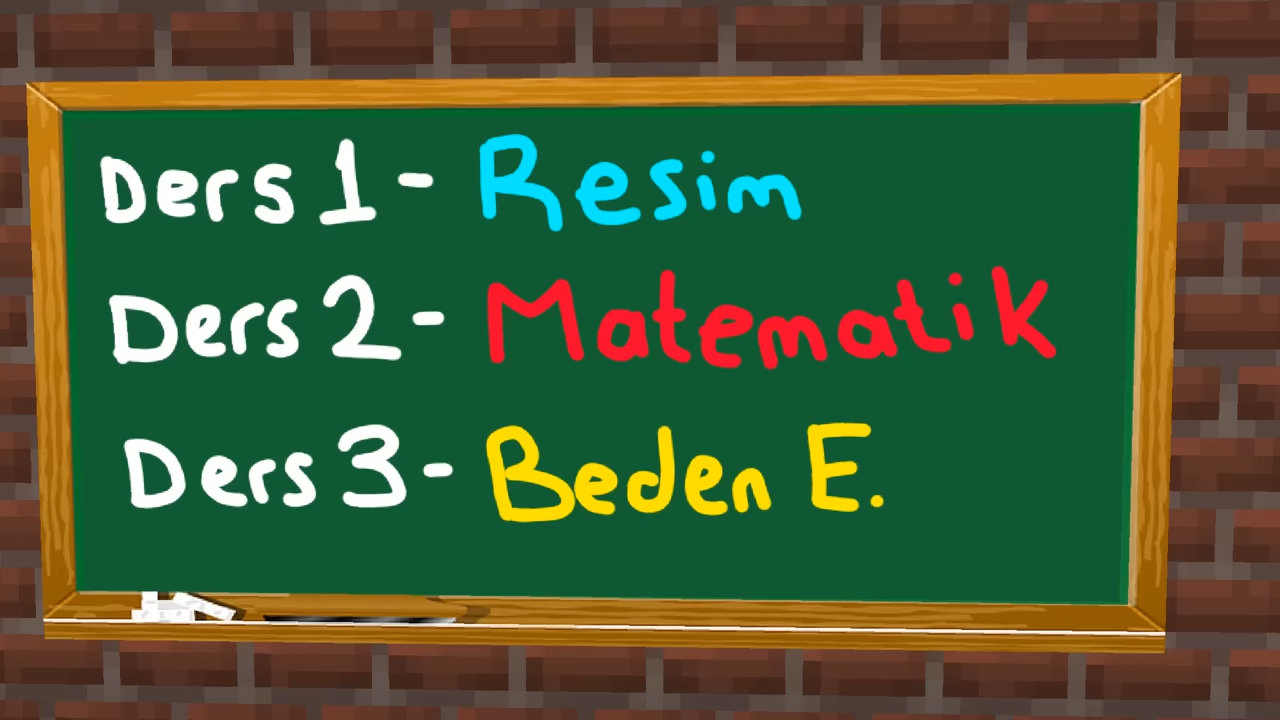 Ders 1 - Resim
Ders 2 - Matematik
Ders 3 - Beden E.